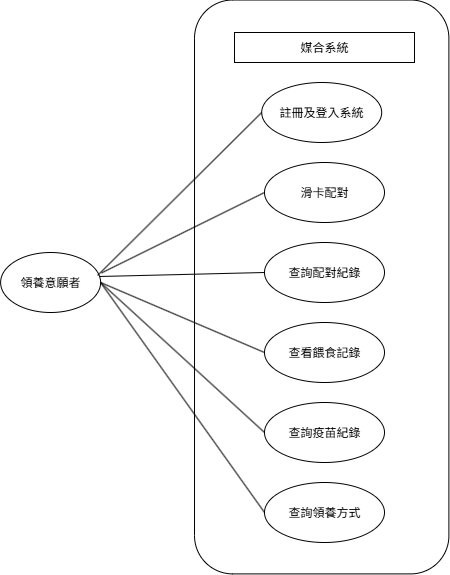 媒合系統
註冊及登入系統
滑卡配對
領養意願者
查詢配對紀錄
查看餵食記錄
查詢疫苗紀錄
查詢領養方式